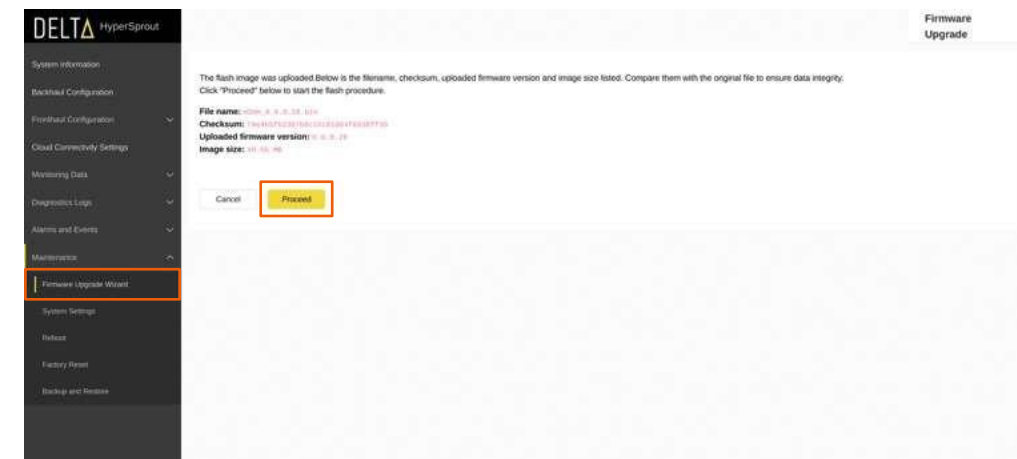 DELTA HyperSprout
Firmware
Upgrade
System Information
Backhaul Configuration
Fronthaul Configuration
Cloud Connectivity Settings
Monitoring Data
Diagnostics Logs
Alarms and Events
Maintenance
Firmware Upgrade Wizard
System Settings
Reboot
Factory Reset
Backup and Restore
The flash image was uploaded.Below is the filename, checksum, uploaded firmware version and image size listed. Compare them with the original file to ensure data integrity.
Click "Proceed" below to start the flash procedure.
File name:
Checksum:
Uploaded firmware version:
Image size:
Cancel
Proceed